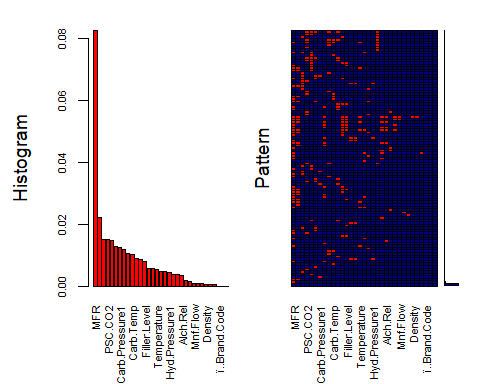 Histogram
0.00
0.02
0.04
0.06
0.08
MFR
PSC.CO2
Carb.Pressure1
Carb.Temp
Filler.Level
Temperature
Hyd.Pressure1
Alch.Rel
Mnf.Flow
Density
ï..Brand.Code
Pattern
MFR
PSC.CO2
Carb.Pressure1
Carb.Temp
Filler.Level
Temperature
Hyd.Pressure1
Alch.Rel
Mnf.Flow
Density
ï..Brand.Code